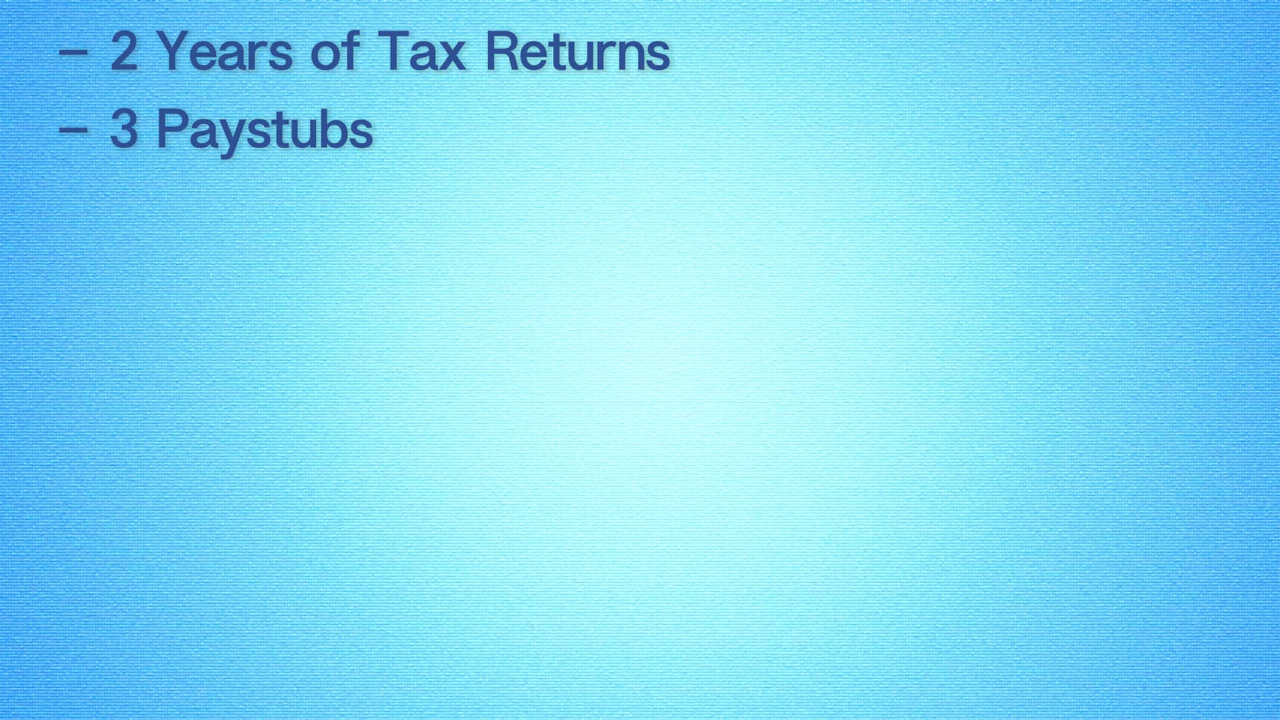 – 2 Years of Tax Returns
– 3 Paystubs